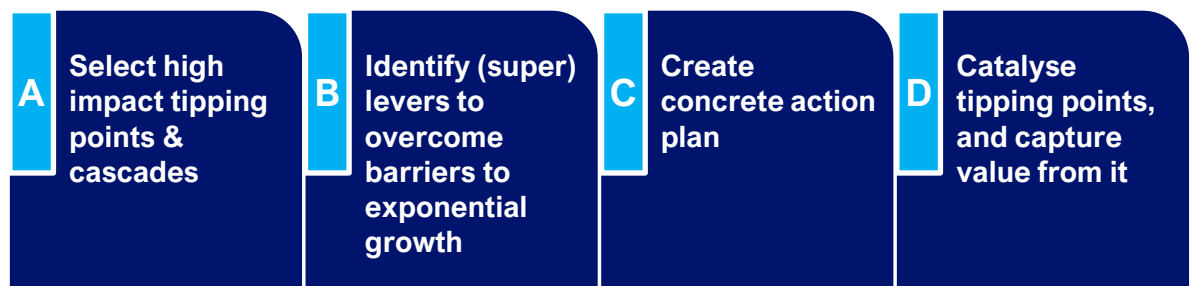 A
Select high
impact tipping
points &
cascades
B
Identify (super)
levers to
overcome
barriers to
exponential
growth
C
Create
concrete action
plan
D
Catalyse
tipping points,
and capture
value from it